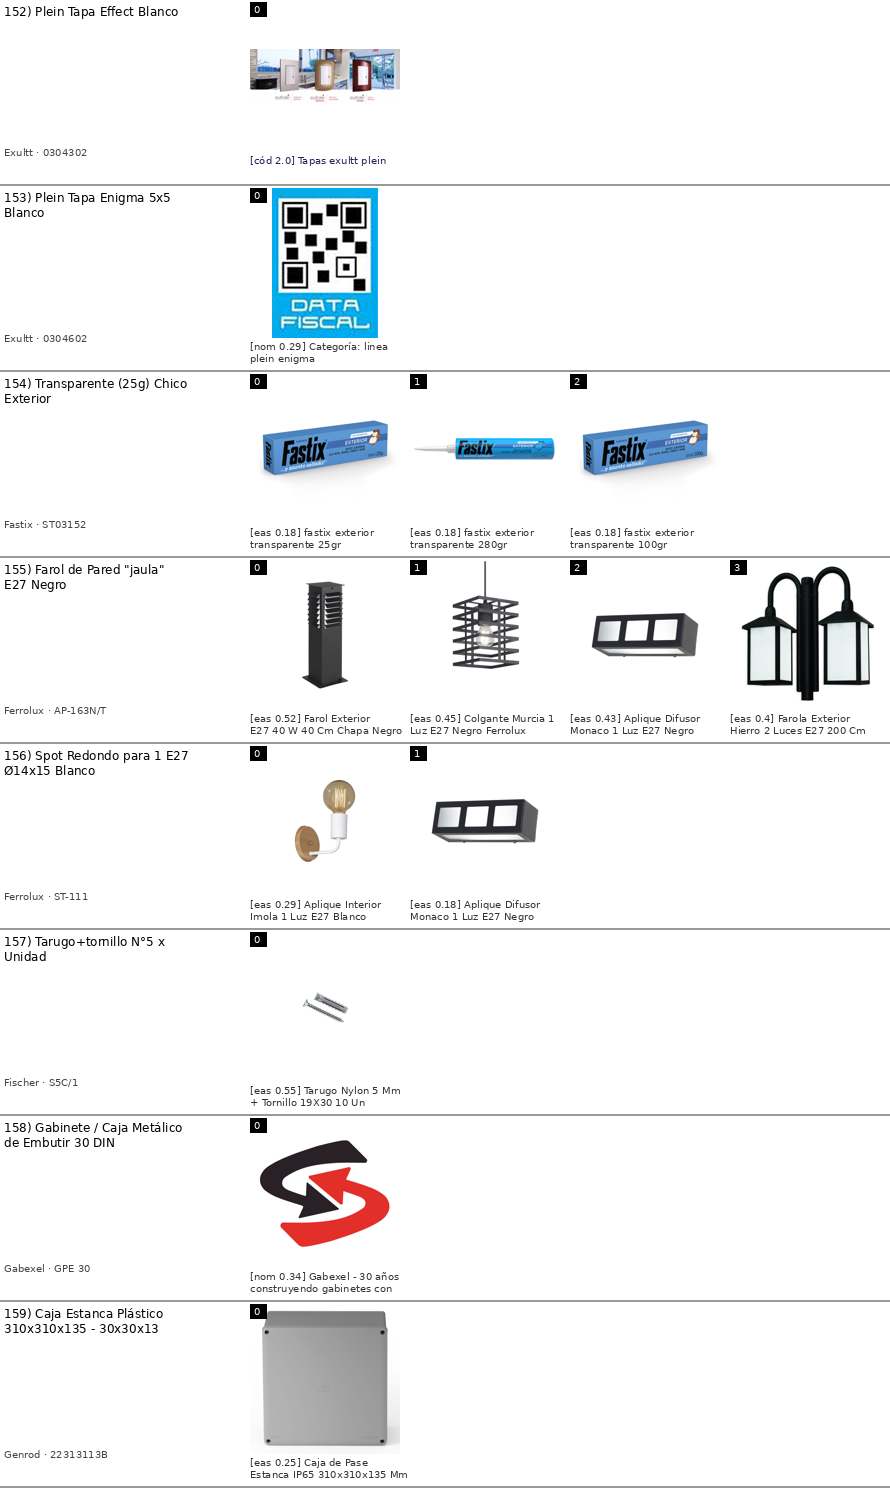 152) Plein Tapa Effect Blanco
0
Exultt · 0304302
[cód 2.0] Tapas exultt plein
153) Plein Tapa Enigma 5x5
Blanco
0
DATA
FISCAL
Exultt · 0304602
[nom 0.29] Categoría: linea
plein enigma
154) Transparente (25g) Chico
Exterior
0
1
2
Fastix
EXTERIOR
Fastix
EXTERIOR
Fastix
EXTERIOR
Fastix · ST03152
[eas 0.18] fastix exterior
transparente 25gr
[eas 0.18] fastix exterior
transparente 280gr
[eas 0.18] fastix exterior
transparente 100gr
155) Farol de Pared "jaula"
E27 Negro
0
1
2
3
Ferrolux · AP-163N/T
[eas 0.52] Farol Exterior
E27 40 W 40 Cm Chapa Negro
[eas 0.45] Colgante Murcia 1
Luz E27 Negro Ferrolux
[eas 0.43] Aplique Difusor
Monaco 1 Luz E27 Negro
[eas 0.4] Farola Exterior
Hierro 2 Luces E27 200 Cm
156) Spot Redondo para 1 E27
Ø14x15 Blanco
0
1
Ferrolux · ST-111
[eas 0.29] Aplique Interior
Imola 1 Luz E27 Blanco
[eas 0.18] Aplique Difusor
Monaco 1 Luz E27 Negro
157) Tarugo+tornillo N°5 x
Unidad
0
Fischer · S5C/1
[eas 0.55] Tarugo Nylon 5 Mm
+ Tornillo 19X30 10 Un
158) Gabinete / Caja Metálico
de Embutir 30 DIN
0
Gabexel · GPE 30
[nom 0.34] Gabexel - 30 años
construyendo gabinetes con
159) Caja Estanca Plástico
310x310x135 - 30x30x13
0
Genrod · 22313113B
[eas 0.25] Caja de Pase
Estanca IP65 310x310x135 Mm